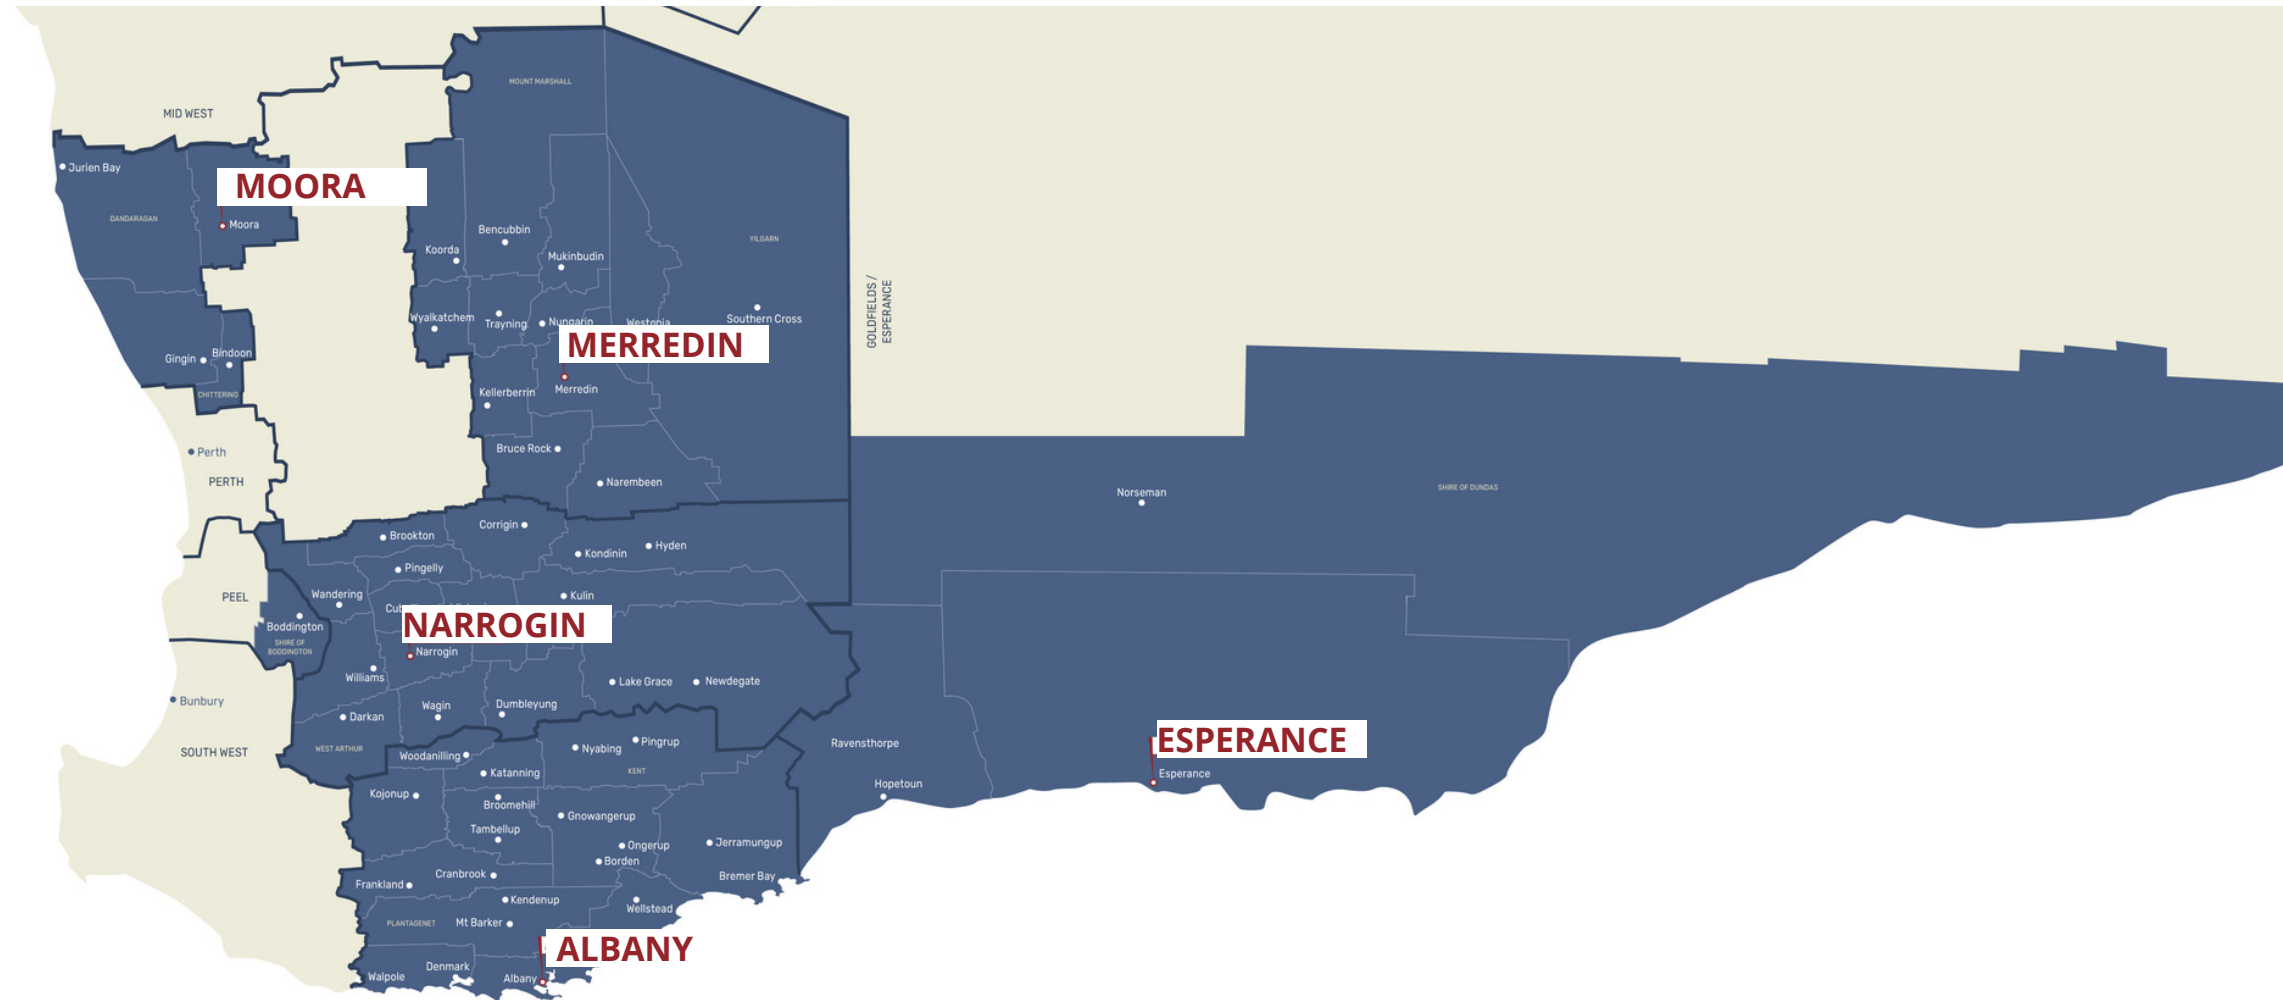 MOUNT MARSHALL
MID WEST
Jurien Bay
MOORA
DANDARAGAN
Moora
Bencubbin
YILGARN
Koorda
Mukinbudin
GOLDFIELDS /
ESPERANCE
Wyalkatchem
Trayning
Nungarin
Westonia
Southern Cross
MERREDIN
Gingin
Bindoon
Merredin
CHITTERING
Kellerberrin
Perth
Bruce Rock
PERTH
Narembeen
Norseman
SHIRE OF DUNDAS
Corrigin
Brookton
Kondinin
Hyden
Pingelly
PEEL
Wandering
Kulin
Boddington
NARROGIN
SHIRE OF
BODDINGTON
Narrogin
Williams
Lake Grace
Newdegate
Bunbury
Wagin
Dumbleyung
Darkan
SOUTH WEST
WEST ARTHUR
Woodanilling
Nyabing
Pingrup
Ravensthorpe
ESPERANCE
KENT
Katanning
Esperance
Kojonup
Broomehill
Hopetoun
Gnowangerup
Tambellup
Ongerup
Jerramungup
Borden
Cranbrook
Bremer Bay
Frankland
Kendenup
Wellstead
PLANTAGENET
Mt Barker
ALBANY
Denmark
Walpole
Albany